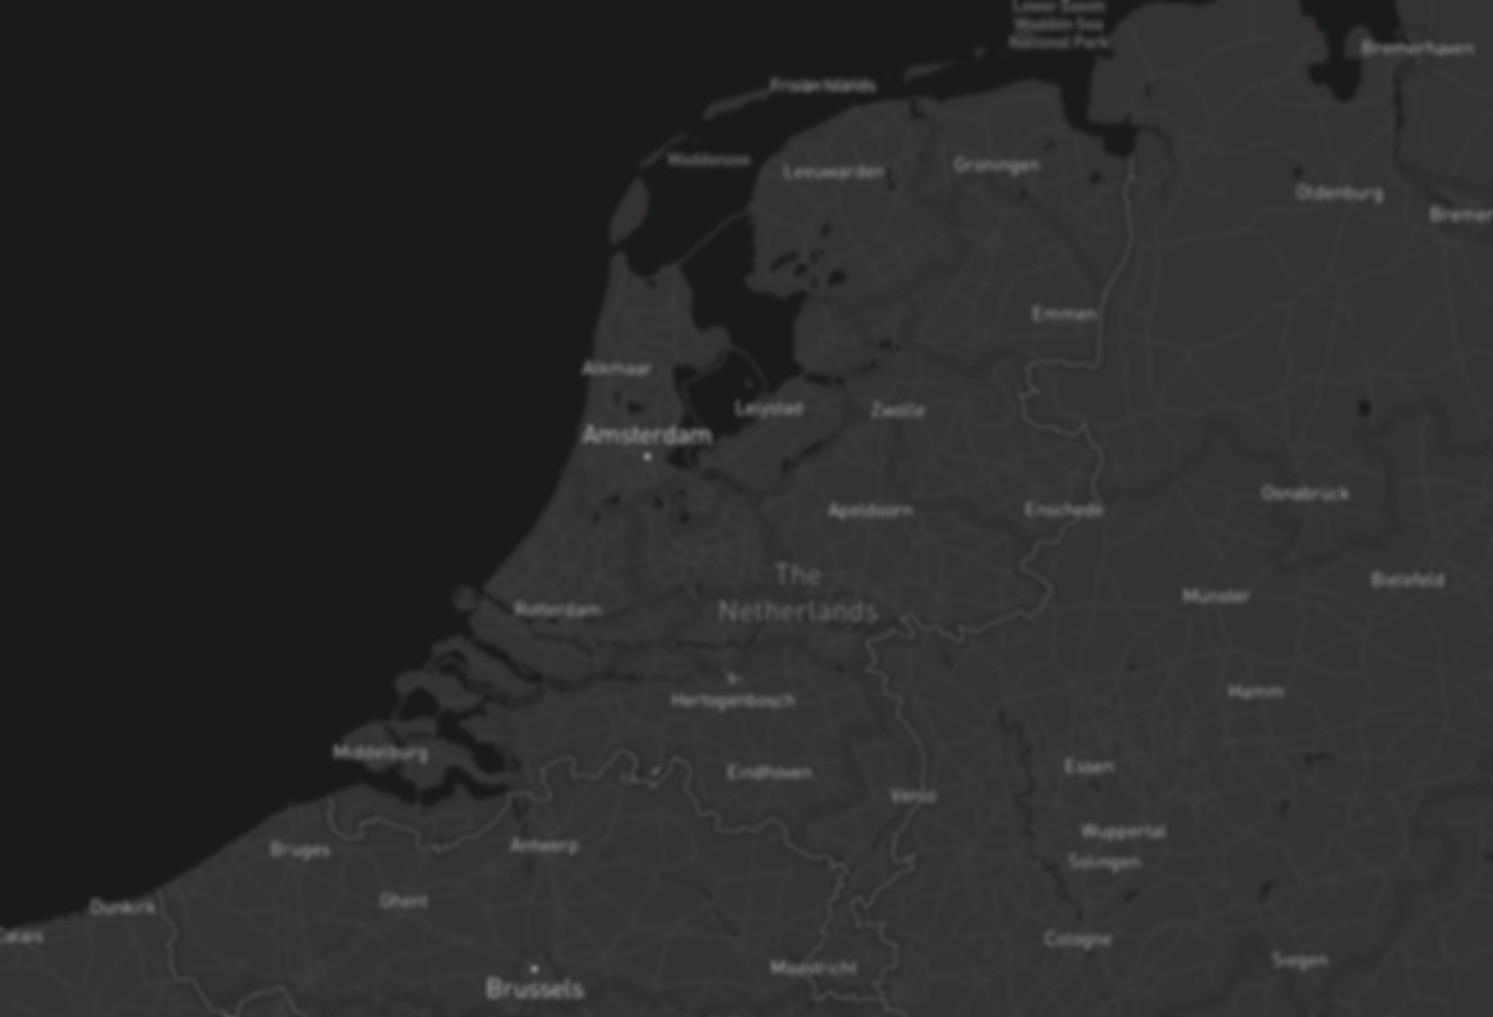 Lower Saxon
Wadden Sea
National Park
Bremerhaven
Frisian Islands
Waddenzee
Leeuwarden
Groningen
Oldenburg
Bremen
Emmen
Alkmaar
Lelystad
Zwolle
Amsterdam
Osnabrück
Apeldoorn
Enschede
The
Netherlands
Bielefeld
Münster
Rotterdam
's-
Hertogenbosch
Hamm
Middelburg
Eindhoven
Essen
Venlo
Wuppertal
Bruges
Antwerp
Solingen
Ghent
Dunkirk
Calais
Cologne
Maastricht
Siegen
Brussels